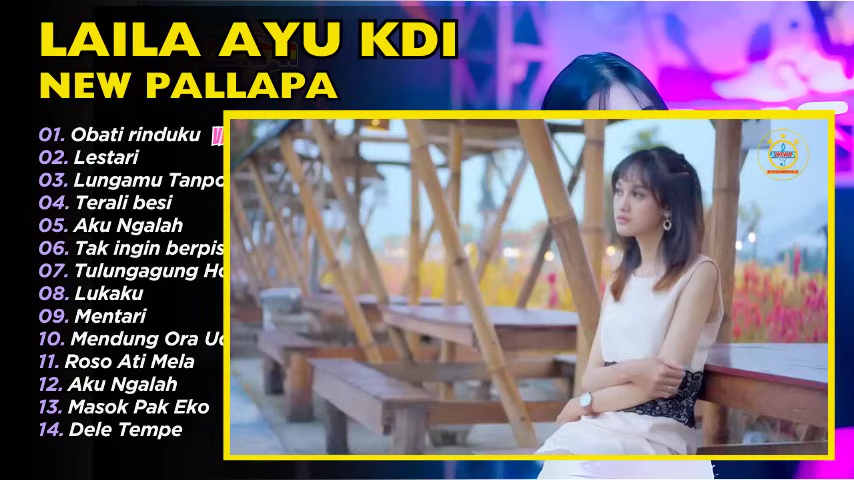 LAILA AYU KDI
NEW PALLAPA
01. Obati rinduku
02. Lestari
03. Lungamu Tanpo
04. Terali besi
05. Aku Ngalah
06. Tak ingin berpis
07. Tulungagung
08. Lukaku
09. Mentari
10. Mendung Ora
11. Roso Ati Mela
12. Aku Ngalah
13. Masok Pak Eko
14. Dele Tempe